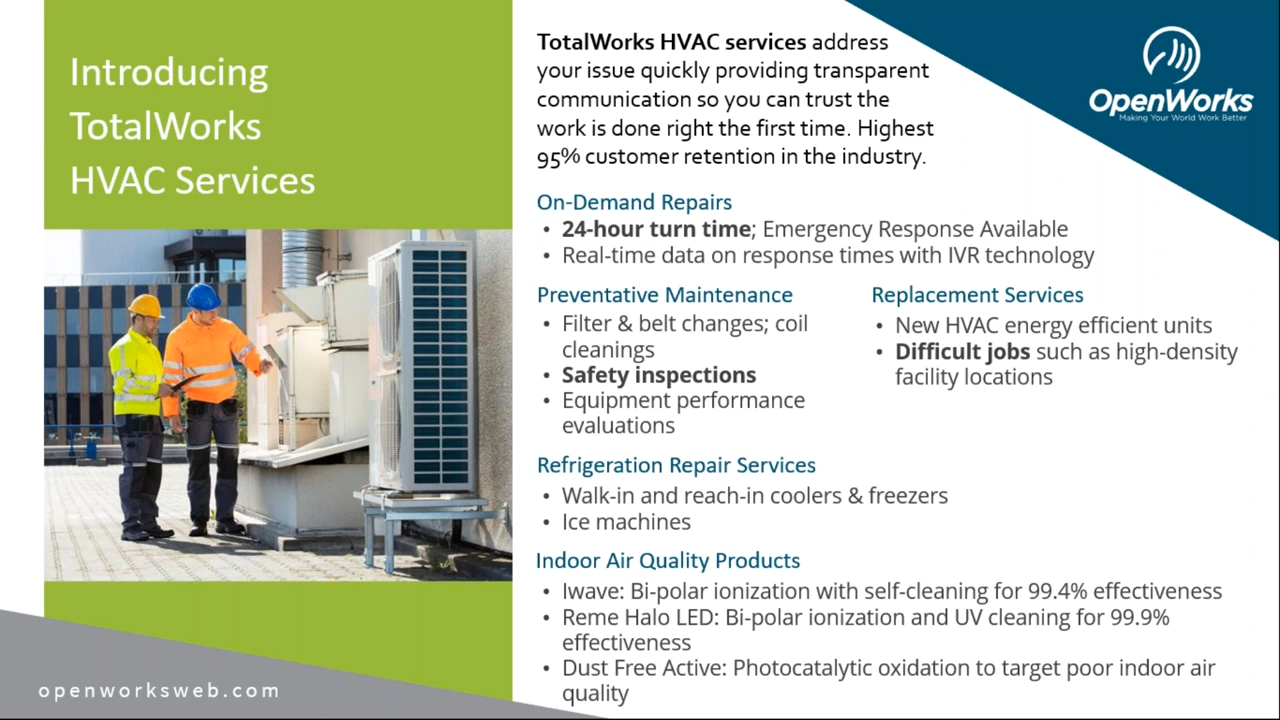 Introducing
TotalWorks
HVAC Services
TotalWorks HVAC services address
your issue quickly providing transparent
communication so you can trust the
work is done right the first time. Highest
95% customer retention in the industry.
OpenWorks
Making Your World Work Better
On-Demand Repairs
• 24-hour turn time; Emergency Response Available
• Real-time data on response times with IVR technology
Preventative Maintenance
• Filter & belt changes; coil
cleanings
• Safety inspections
• Equipment performance
evaluations
Replacement Services
• New HVAC energy efficient units
• Difficult jobs such as high-density
facility locations
Refrigeration Repair Services
• Walk-in and reach-in coolers & freezers
• Ice machines
Indoor Air Quality Products
• Iwave: Bi-polar ionization with self-cleaning for 99.4% effectiveness
• Reme Halo LED: Bi-polar ionization and UV cleaning for 99.9%
effectiveness
• Dust Free Active: Photocatalytic oxidation to target poor indoor air
quality
openworksweb.com